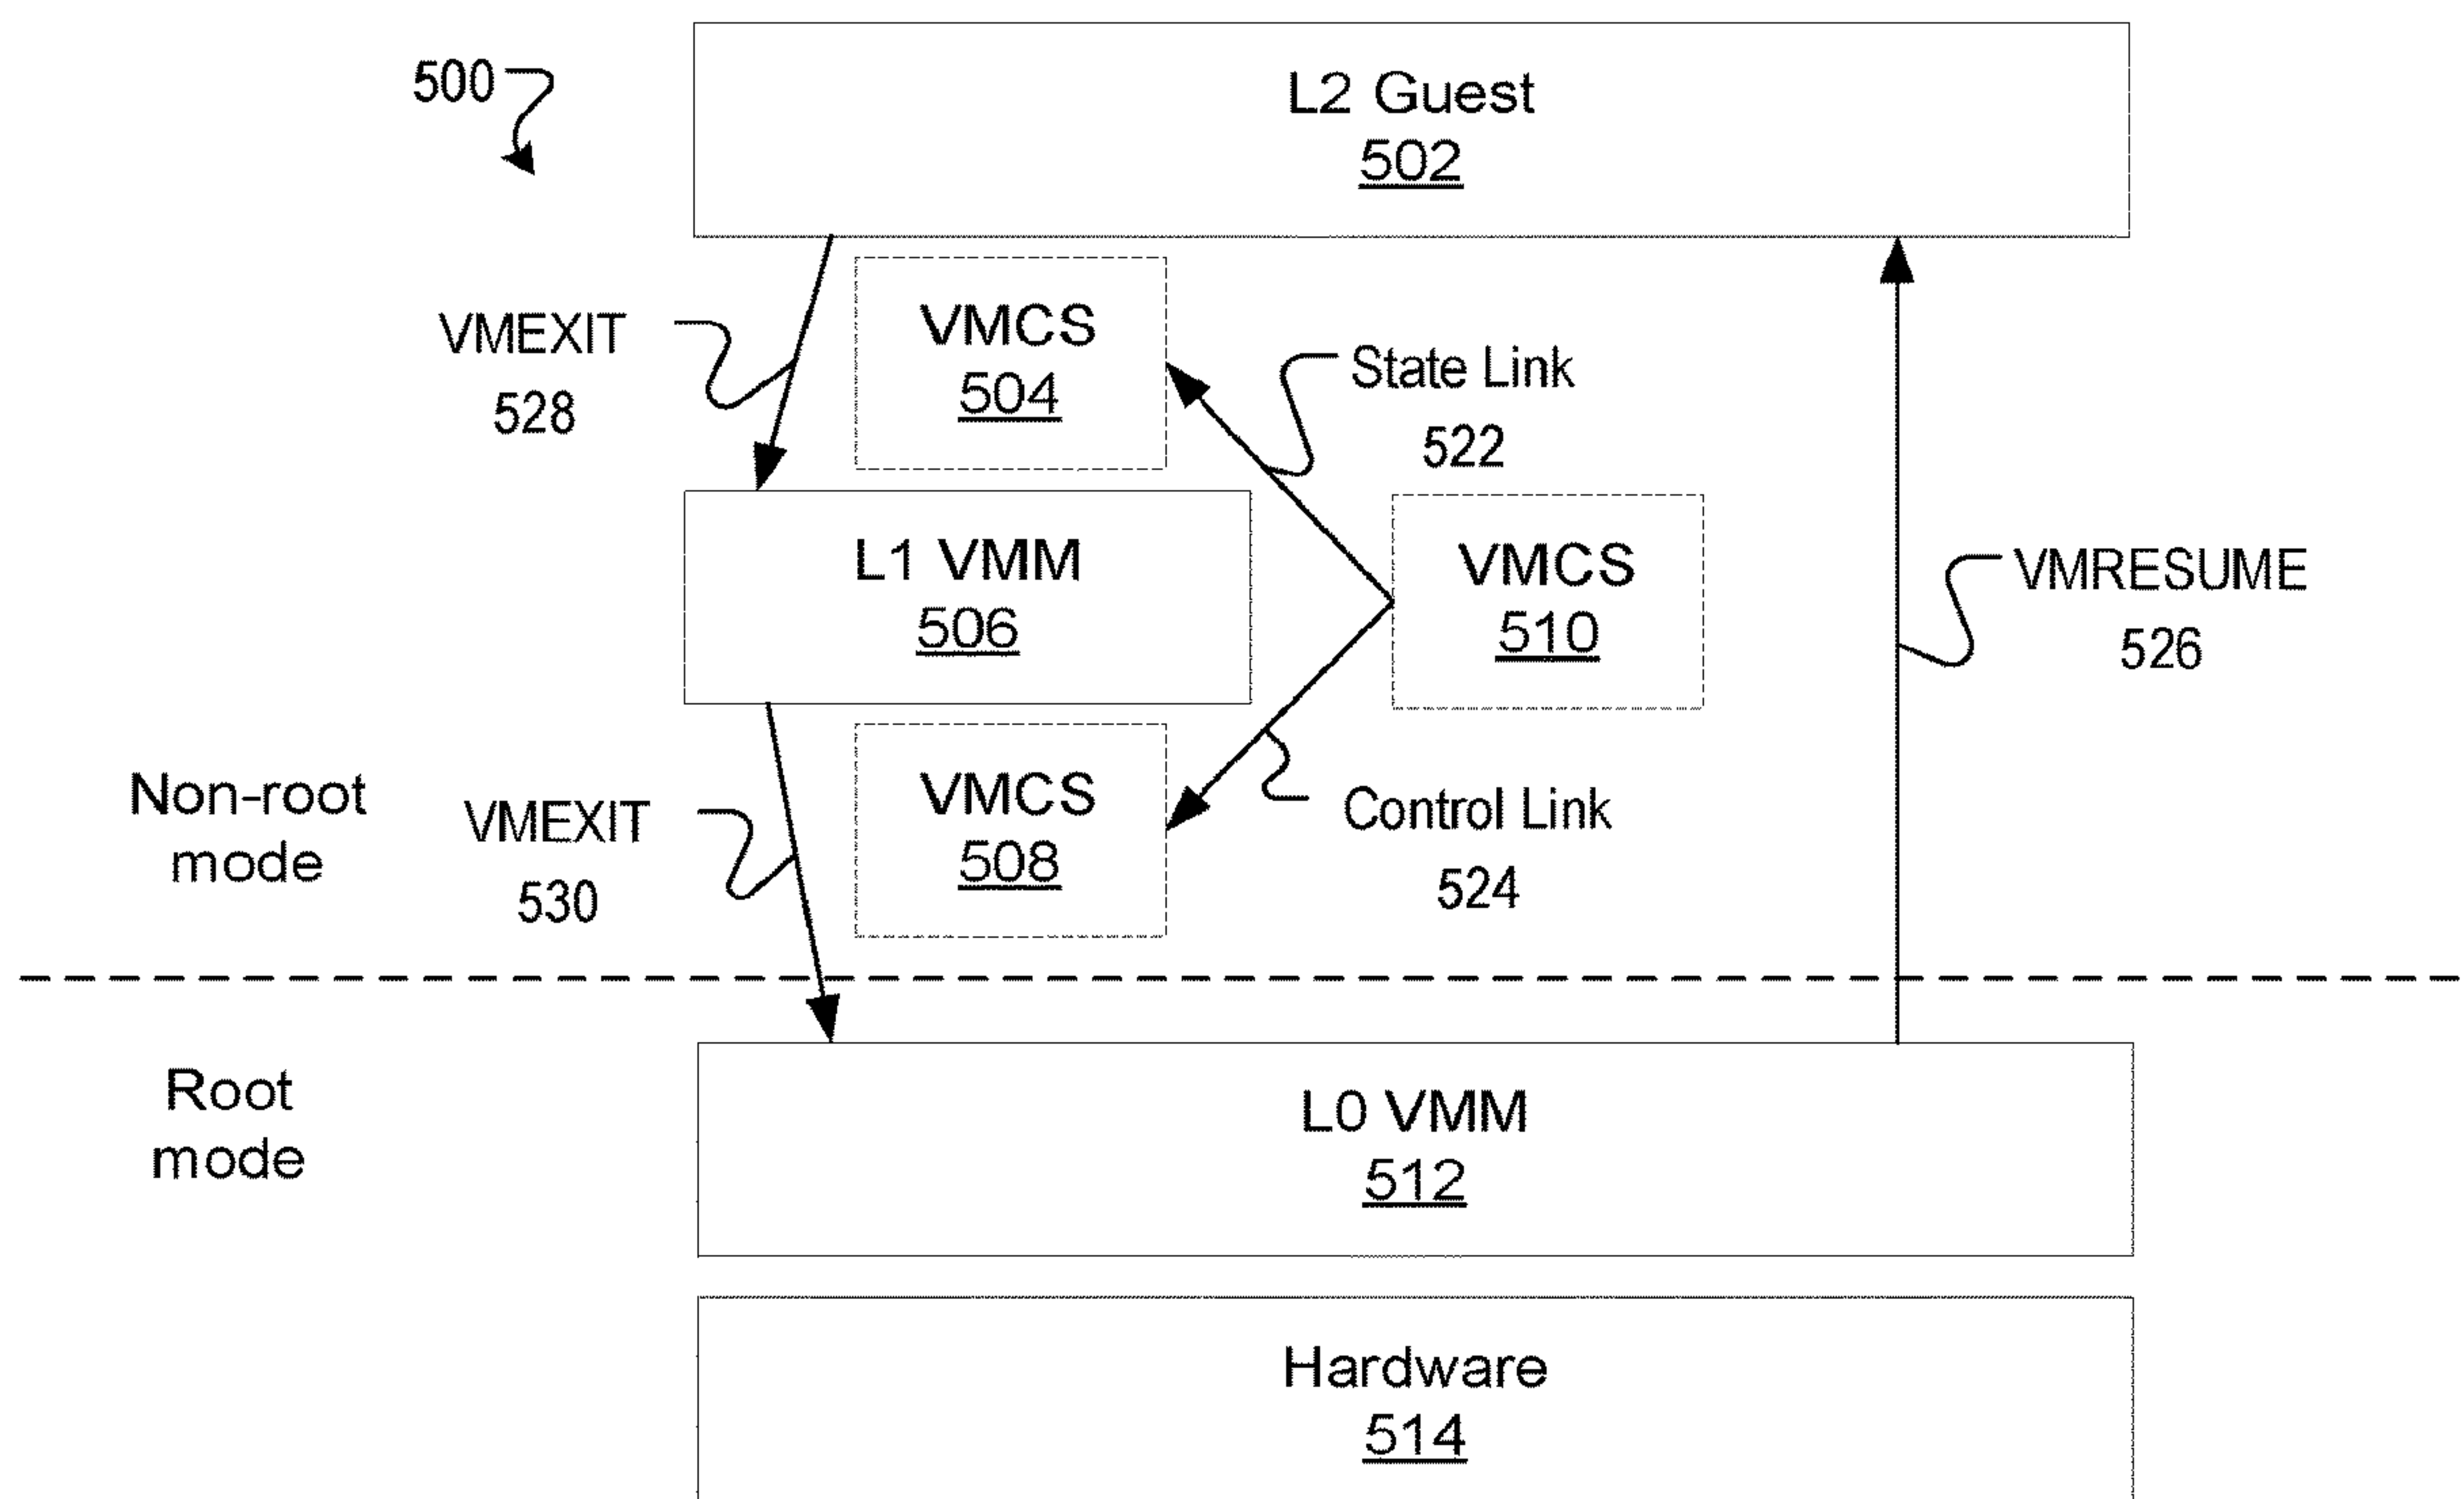 500
L2 Guest
502
VMEXIT
528
VMCS
504
State Link
522
L1 VMM
506
VMCS
510
VMRESUME
526
Non-root
mode
VMEXIT
530
VMCS
508
Control Link
524
Root
mode
L0 VMM
512
Hardware
514